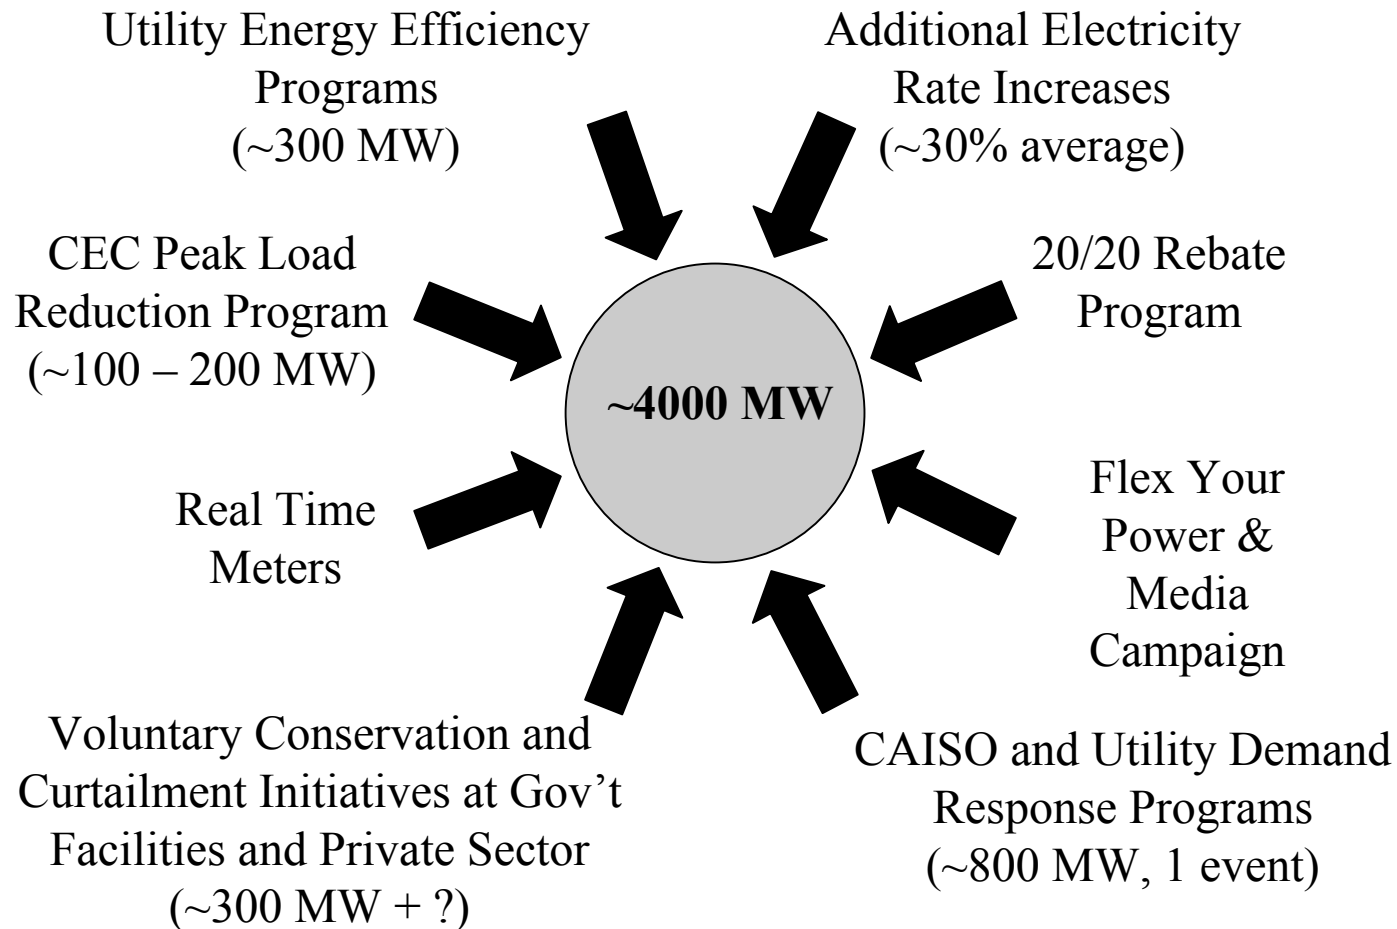 Utility Energy Efficiency
Programs
(~300 MW)
Additional Electricity
Rate Increases
(~30% average)
CEC Peak Load
Reduction Program
(~100 – 200 MW)
20/20 Rebate
Program
~4000 MW
Real Time
Meters
Flex Your
Power &
Media
Campaign
Voluntary Conservation and
Curtailment Initiatives at Gov’t
Facilities and Private Sector
(~300 MW + ?)
CAISO and Utility Demand
Response Programs
(~800 MW, 1 event)